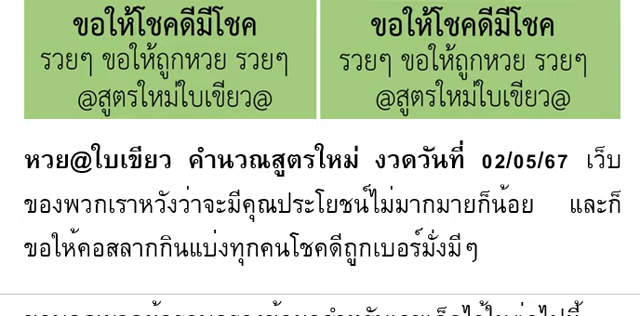 ขอให้โชคดีมีโชค ขอให้โชคดีมีโชค
รวยๆ ขอให้ถูกหวย รวยๆ รวยๆ ขอให้ถูกหวย รวยๆ
@สูตรใหม่ใบเขียว@ @สูตรใหม่ใบเขียว@
หวย@ใบเขียว คำนวณสูตรใหม่ งวดวันที่ 02/05/67 เว็บ
ของพวกเราหวังว่าจะมีคุณประโยชน์ไม่มากมายก็น้อย และก็
ขอให้คอสลากกินแบ่งทุกคนโชคดีถูกเบอร์มั่งมีๆ